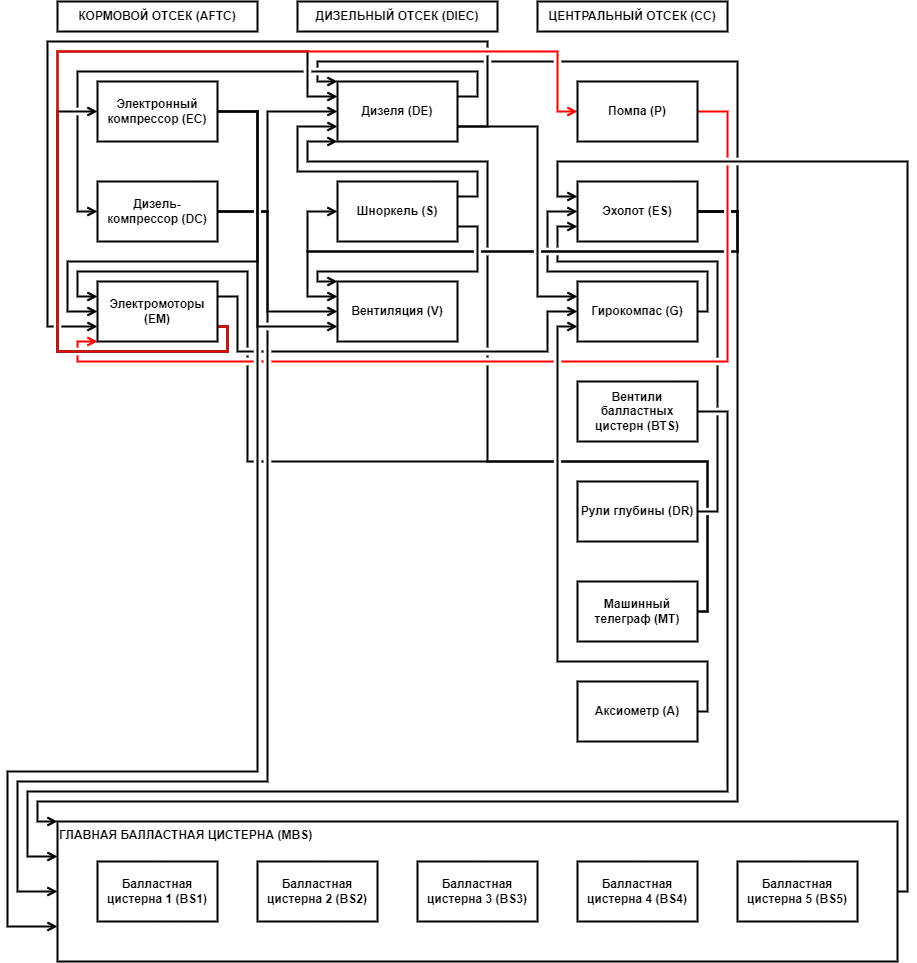 КОРМОВОЙ ОТСЕК (AFTC)
ДИЗЕЛЬНЫЙ ОТСЕК (DIEC)
ЦЕНТРАЛЬНЫЙ ОТСЕК (CC)
Электронный
компрессор (EC)
Дизеля (DE)
Помпа (P)
Дизель-
компрессор (DC)
Шноркель (S)
Эхолот (ES)
Электромоторы
(EM)
Вентиляция (V)
Гирокомпас (G)
Вентили
балластных
цистерн (BTS)
Рули глубины (DR)
Машинный
телеграф (MT)
Аксиометр (A)
ГЛАВНАЯ БАЛЛАСТНАЯ ЦИСТЕРНА (MBS)
Балластная
цистерна 1 (BS1)
Балластная
цистерна 2 (BS2)
Балластная
цистерна 3 (BS3)
Балластная
цистерна 4 (BS4)
Балластная
цистерна 5 (BS5)